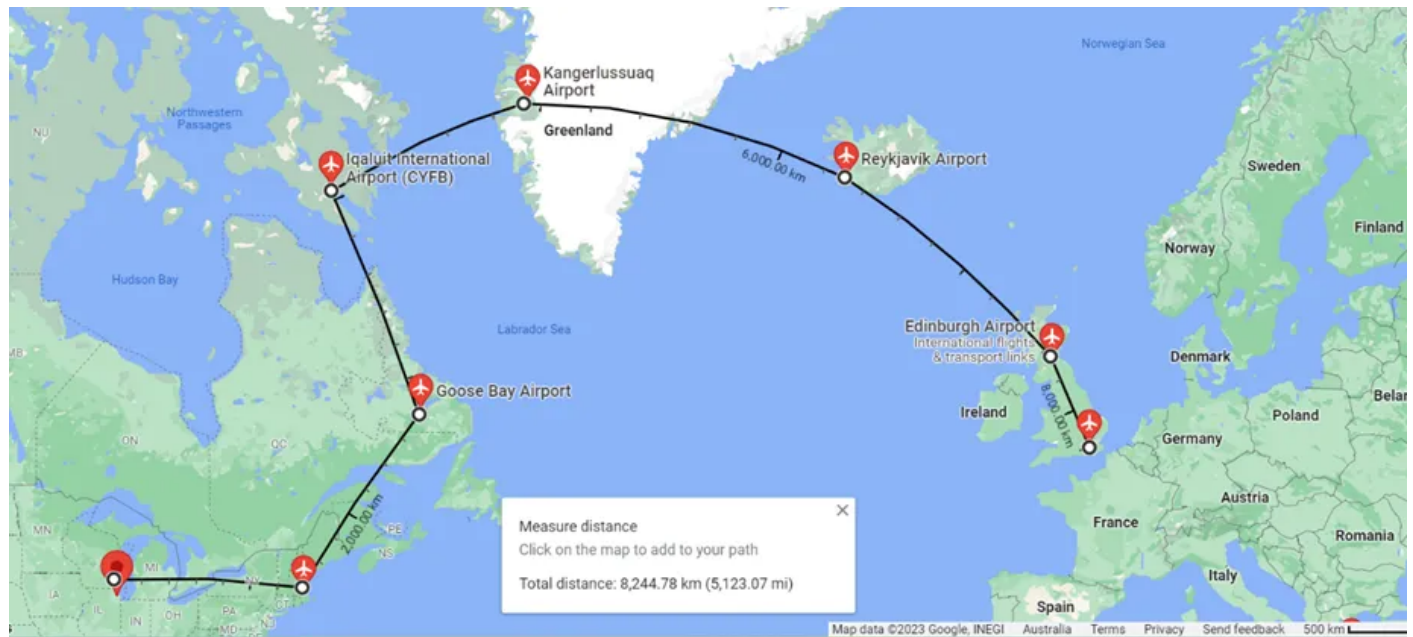 Norwegian Sea
Kangerlussuaq
Airport
Northwestern
Passages
NU
Greenland
Iqaluit International
Airport (CYFB)
6,000.00 km
Reykjavík Airport
Sweden
Finland
Norway
Hudson Bay
Labrador Sea
Edinburgh Airport
International flights
& transport links
MB
Denmark
Goose Bay Airport
8,000.00 km
Ireland
Belar
Poland
Germany
ON
QC
Austria
2,000.00 km
France
Romania
MN
PE
NS
Measure distance
Click on the map to add to your path
Total distance: 8,244.78 km (5,123.07 mi)
MI
NY
IA
IL
IN
OH
PA
CT
NJ
MD
Italy
Spain
Map data ©2023 Google, INEGI Australia Terms Privacy Send feedback 500 km